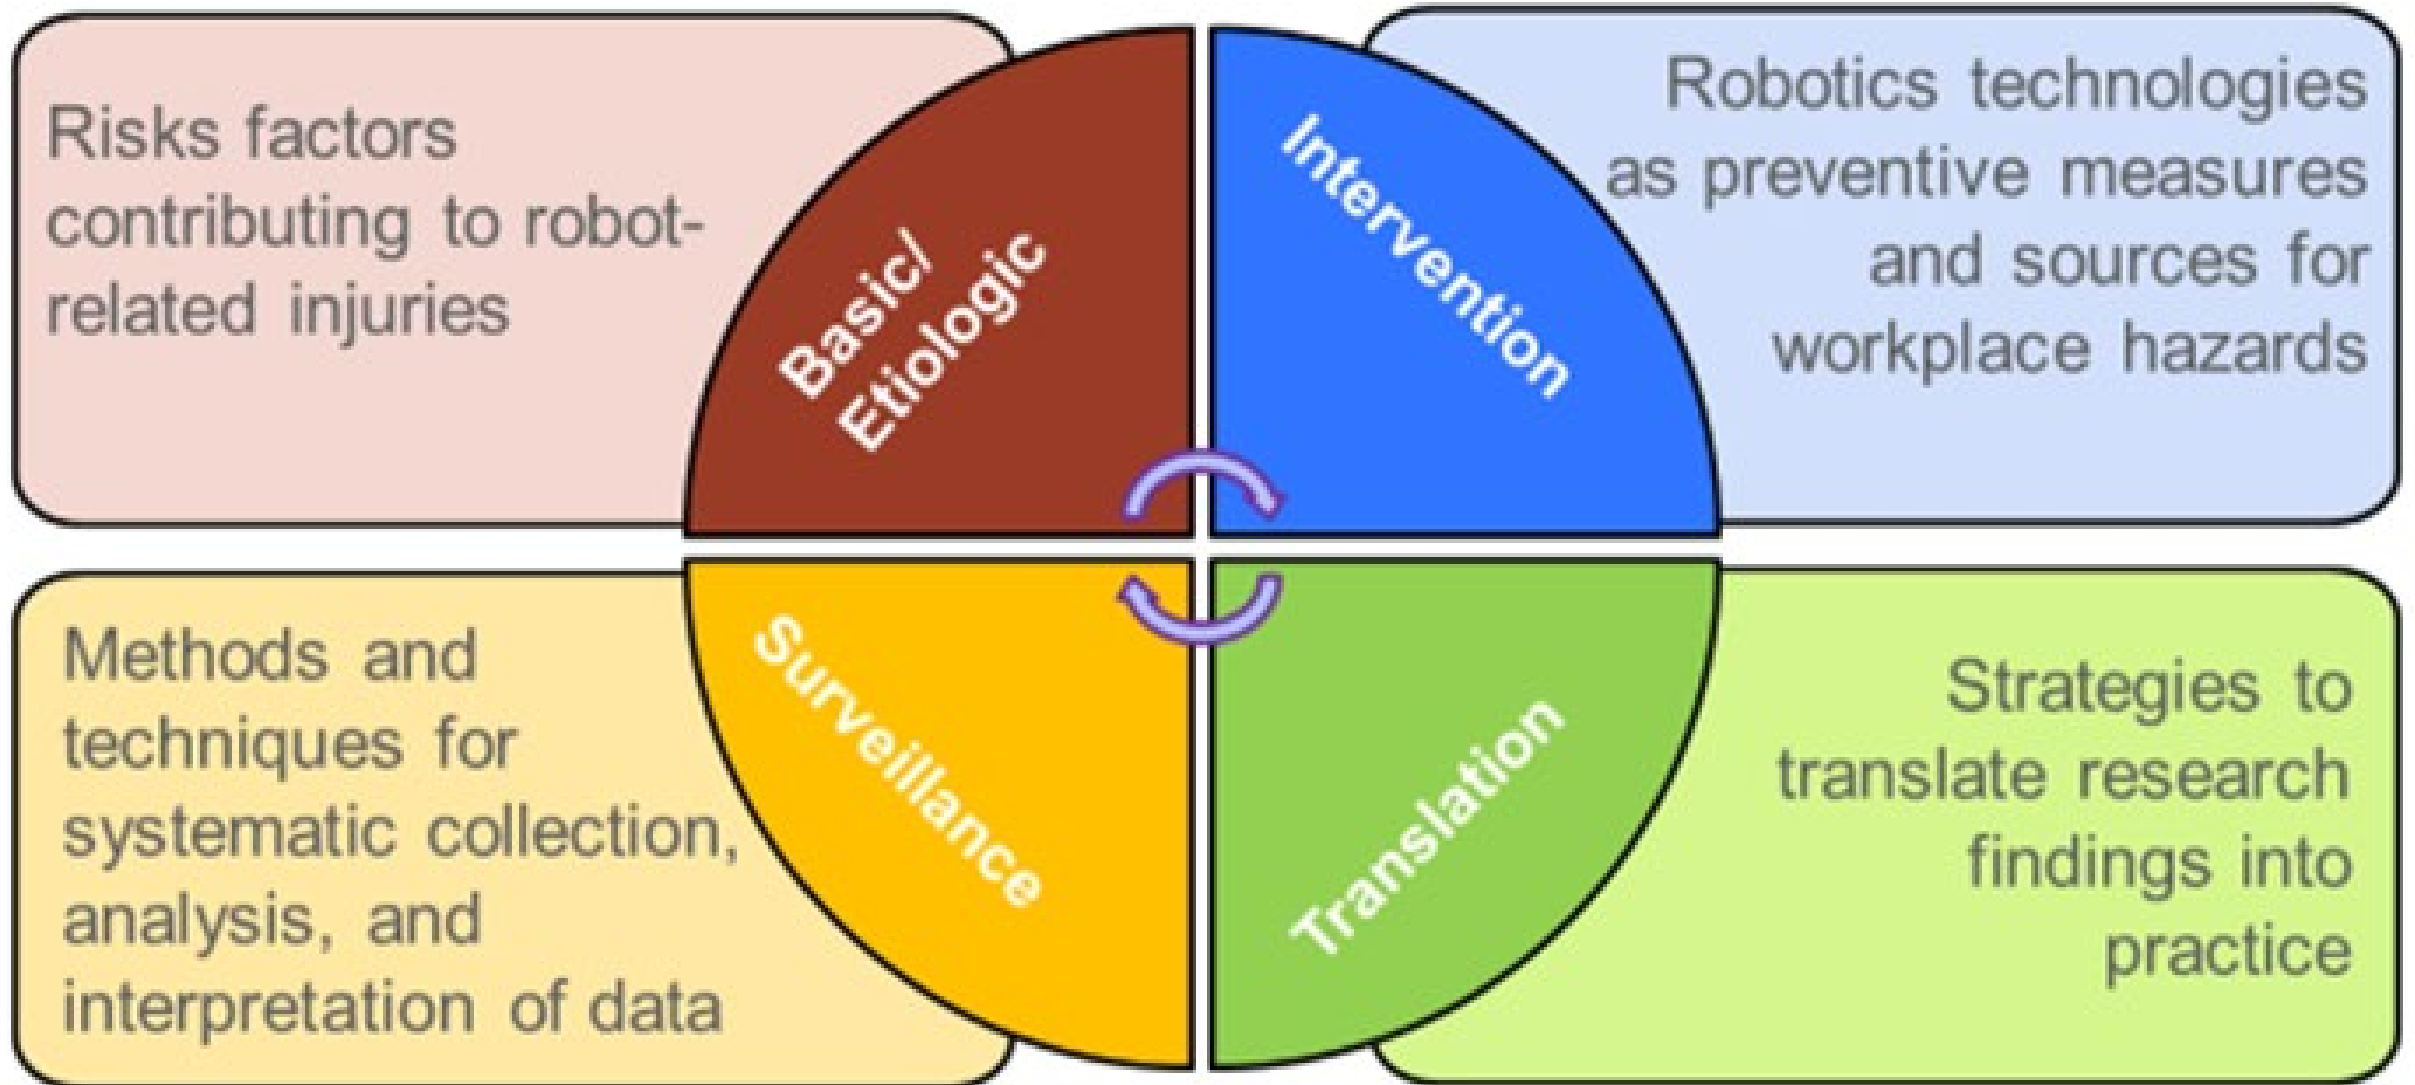 Risks factors
contributing to robot-
related injuries
Basic/
Etiologic
Intervention
Robotics technologies
as preventive measures
and sources for
workplace hazards
Methods and
techniques for
systematic collection,
analysis, and
interpretation of data
Surveillance
Translation
Strategies to
translate research
findings into
practice